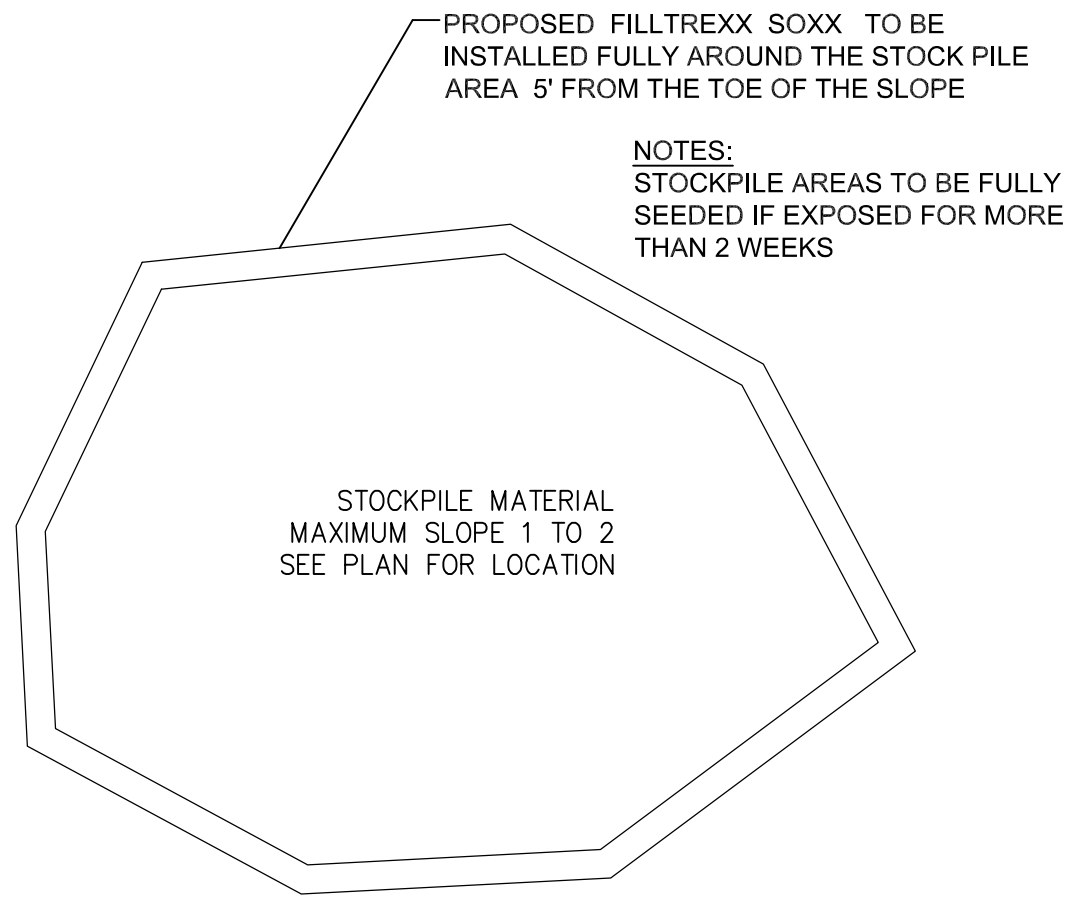 PROPOSED FILLTREXX SOXX TO BE
INSTALLED FULLY AROUND THE STOCK PILE
AREA 5' FROM THE TOE OF THE SLOPE
NOTES:
STOCKPILE AREAS TO BE FULLY
SEEDED IF EXPOSED FOR MORE
THAN 2 WEEKS
STOCKPILE MATERIAL
MAXIMUM SLOPE 1 TO 2
SEE PLAN FOR LOCATION